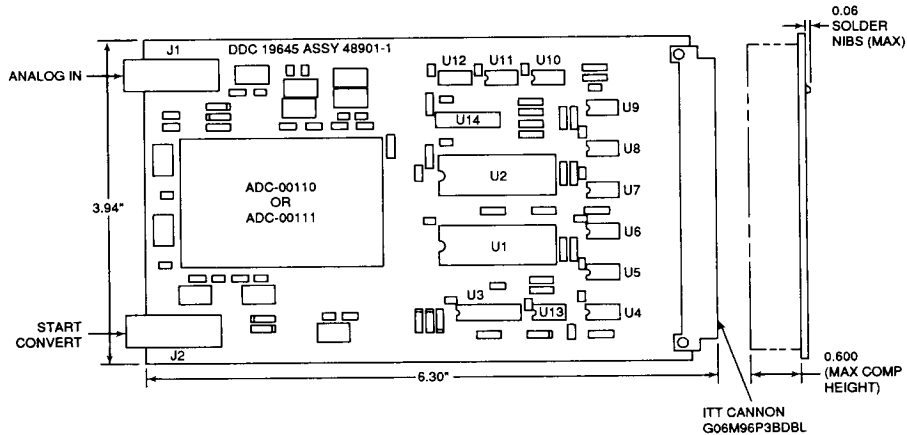 0.06
SOLDER
NIBS (MAX)
J1
DDC 19645 ASSY 48901-1
ANALOG IN
U12
U11
U10
U9
U14
U8
U2
U7
ADC-00110
OR
ADC-00111
3.94"
U6
U1
U5
U3
U13
U4
START
CONVERT
J2
6.30"
0.600
(MAX COMP
HEIGHT)
ITT CANNON
G06M96P3BDBL